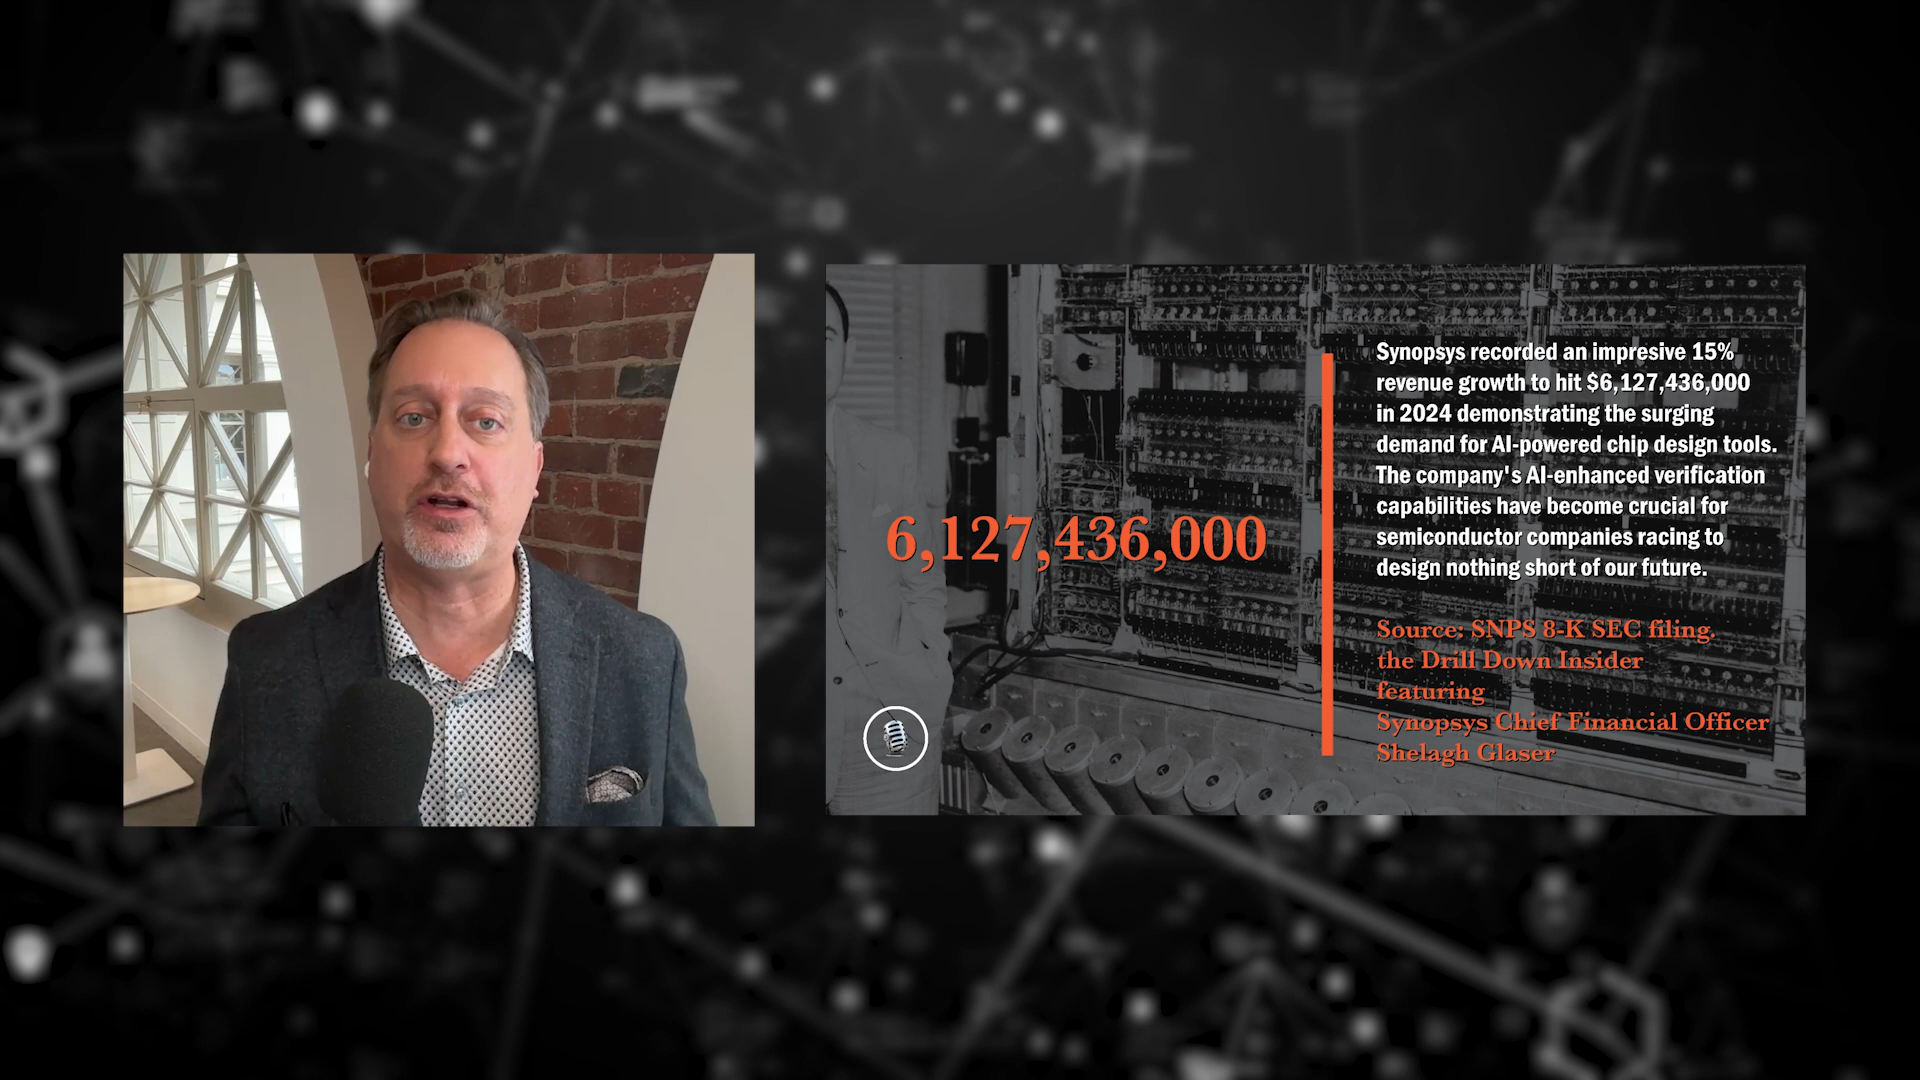 6,127,436,000
Synopsys recorded an impresive 15%
revenue growth to hit $6,127,436,000
in 2024 demonstrating the surging
demand for AI-powered chip design tools.
The company's AI-enhanced verification
capabilities have become crucial for
semiconductor companies racing to
design nothing short of our future.
Source: SNPS 8-K SEC filing.
the Drill Down Insider
featuring
Synopsys Chief Financial Officer
Shelagh Glaser